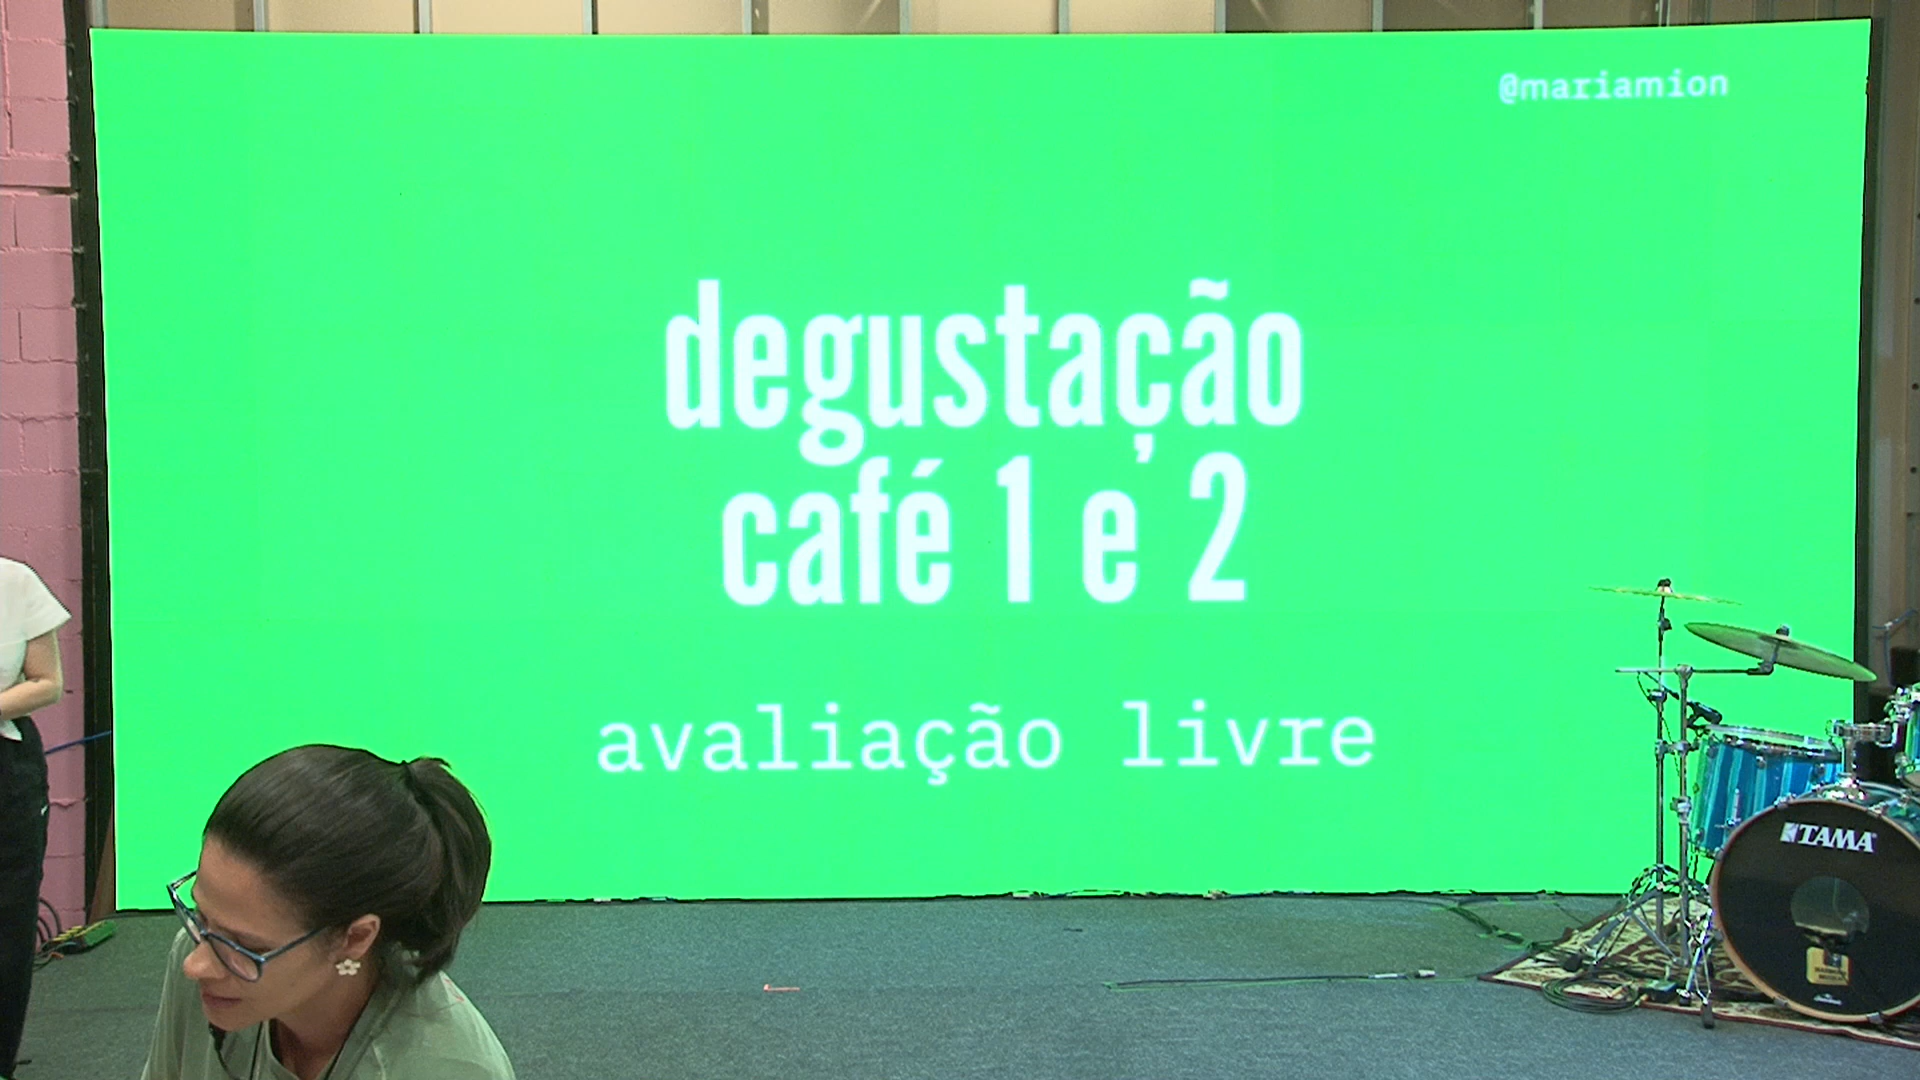 @mariamion
degustação
café 1 e 2
avaliação livre
TAMA